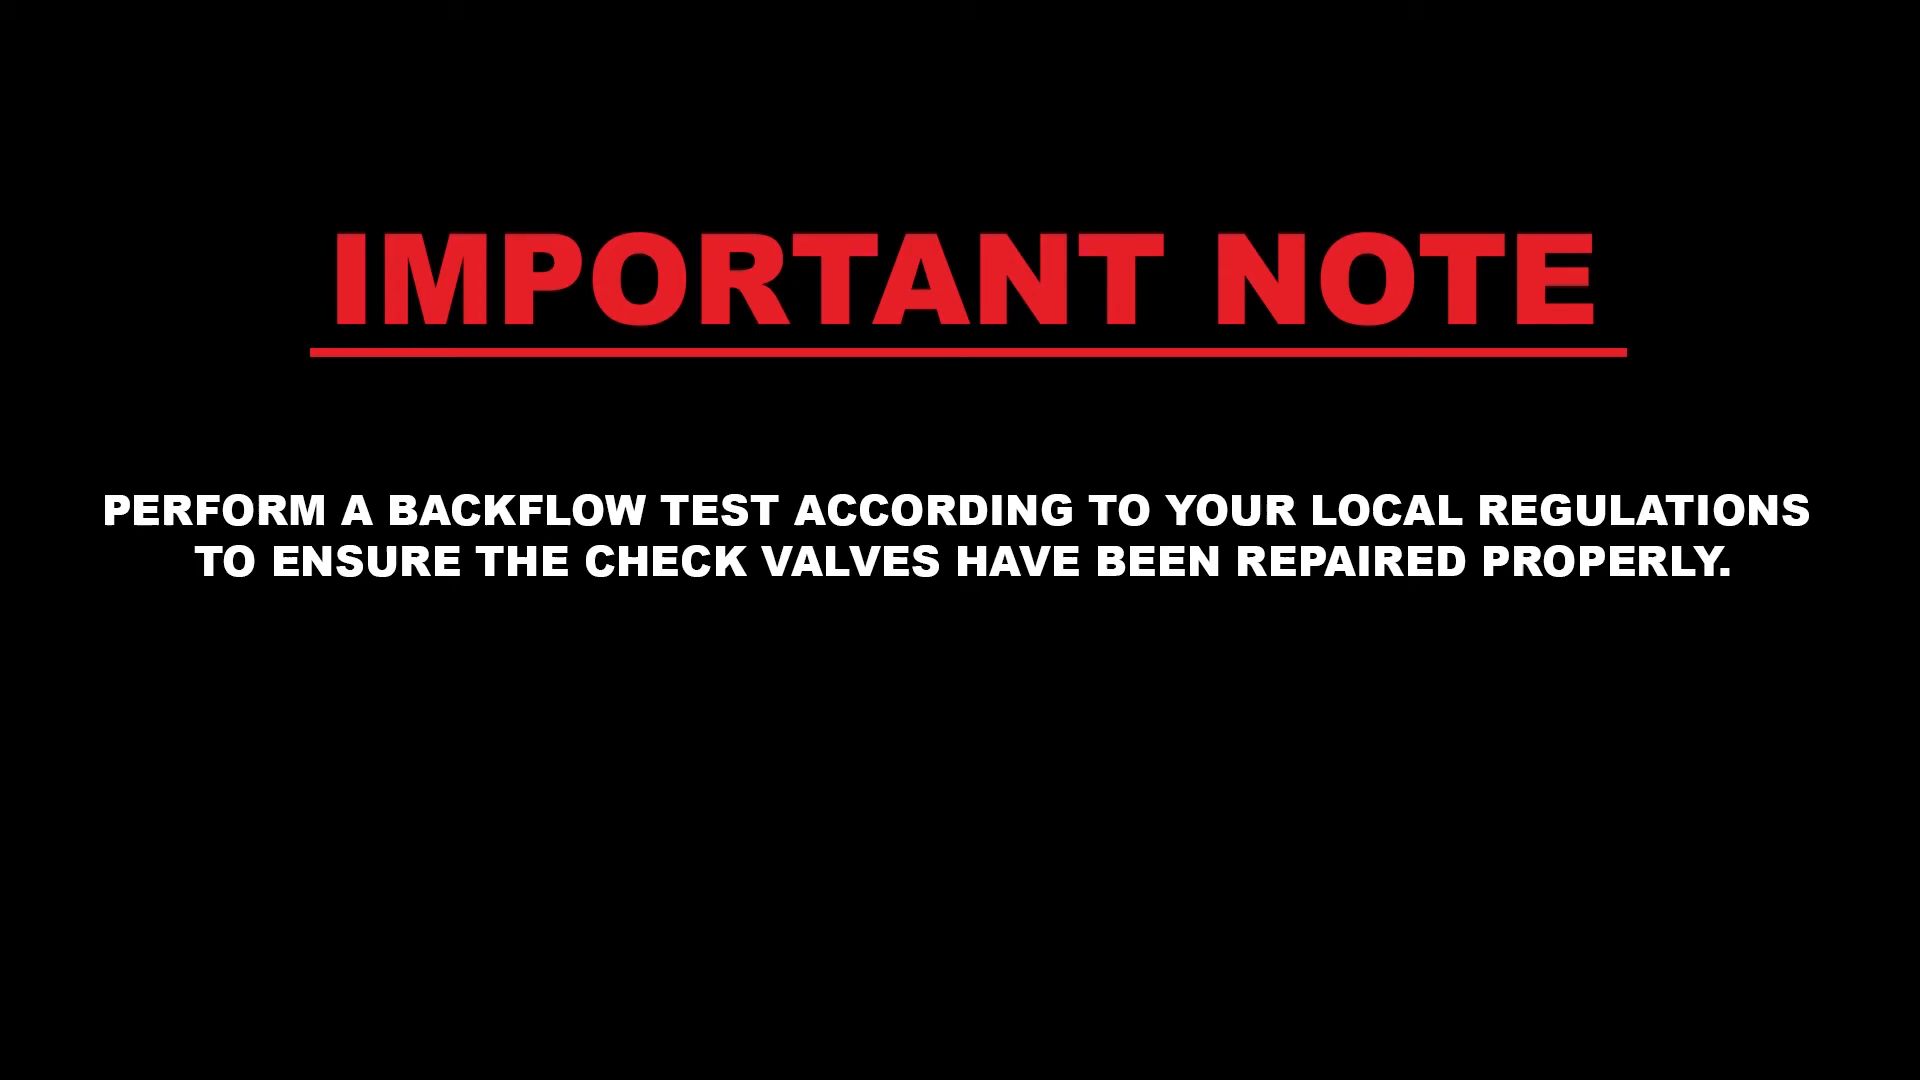 IMPORTANT NOTE
PERFORM A BACKFLOW TEST ACCORDING TO YOUR LOCAL REGULATIONS
TO ENSURE THE CHECK VALVES HAVE BEEN REPAIRED PROPERLY.